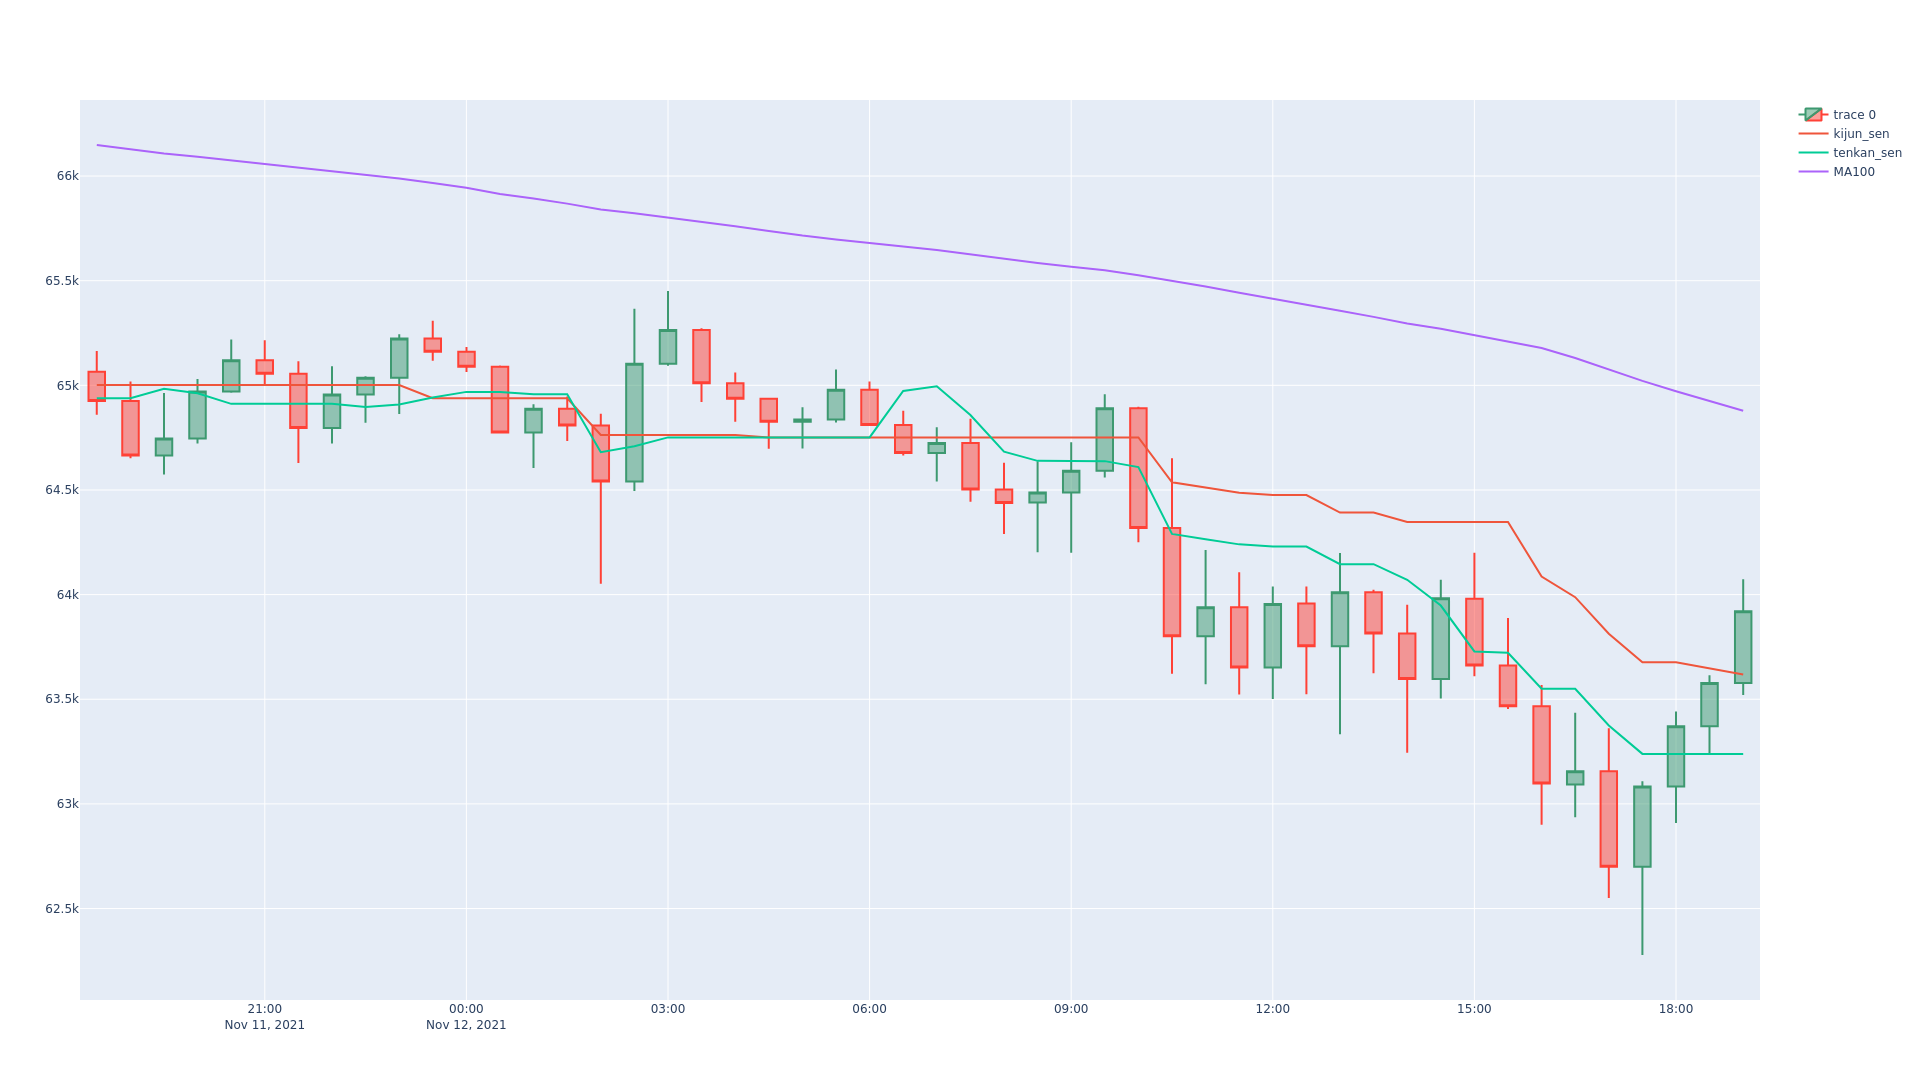 trace 0
kijun_sen
tenkan_sen
MA100
66k
65.5k
65k
64.5k
64k
63.5k
63k
62.5k
21:00 00:00 03:00 06:00 09:00 12:00 15:00 18:00
Nov 11, 2021 Nov 12, 2021